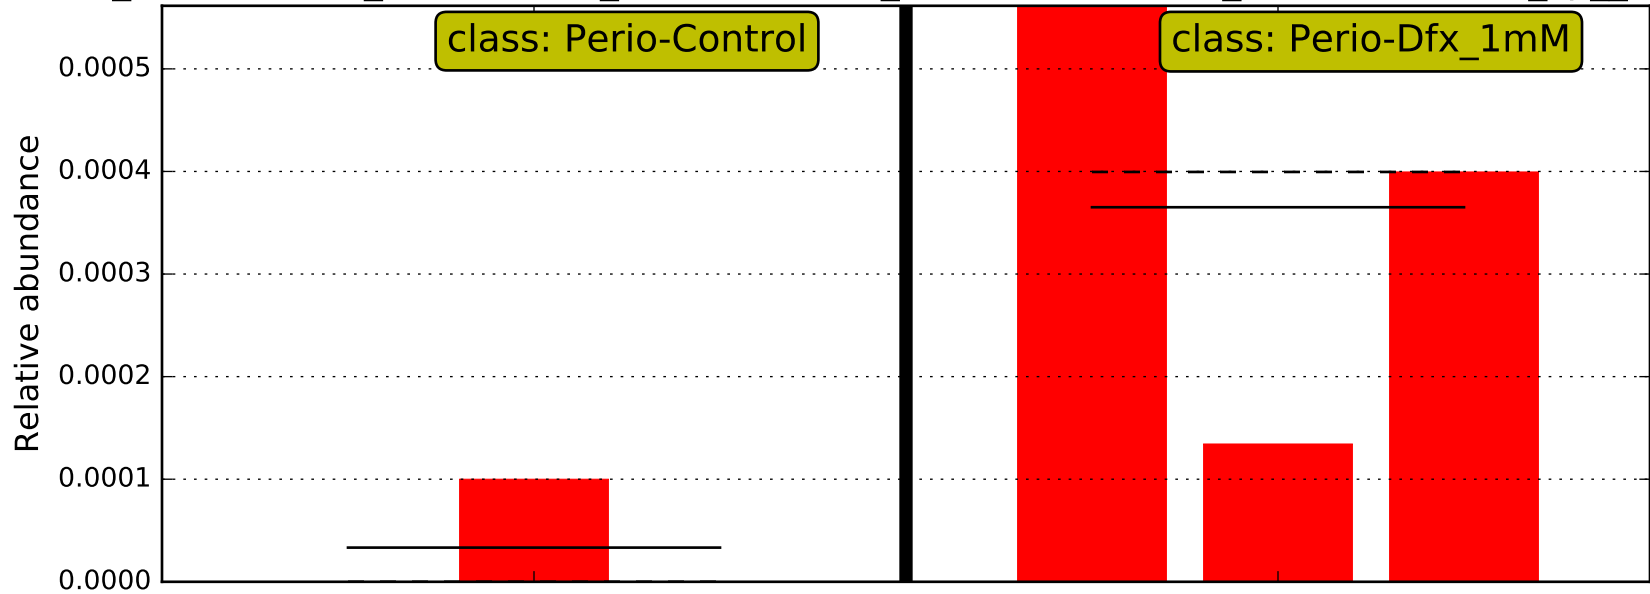 class: Perio-Control
class: Perio-Dfx_1mM
0.0005
0.0004
0.0003
0.0002
0.0001
0.0000
Relative abundance